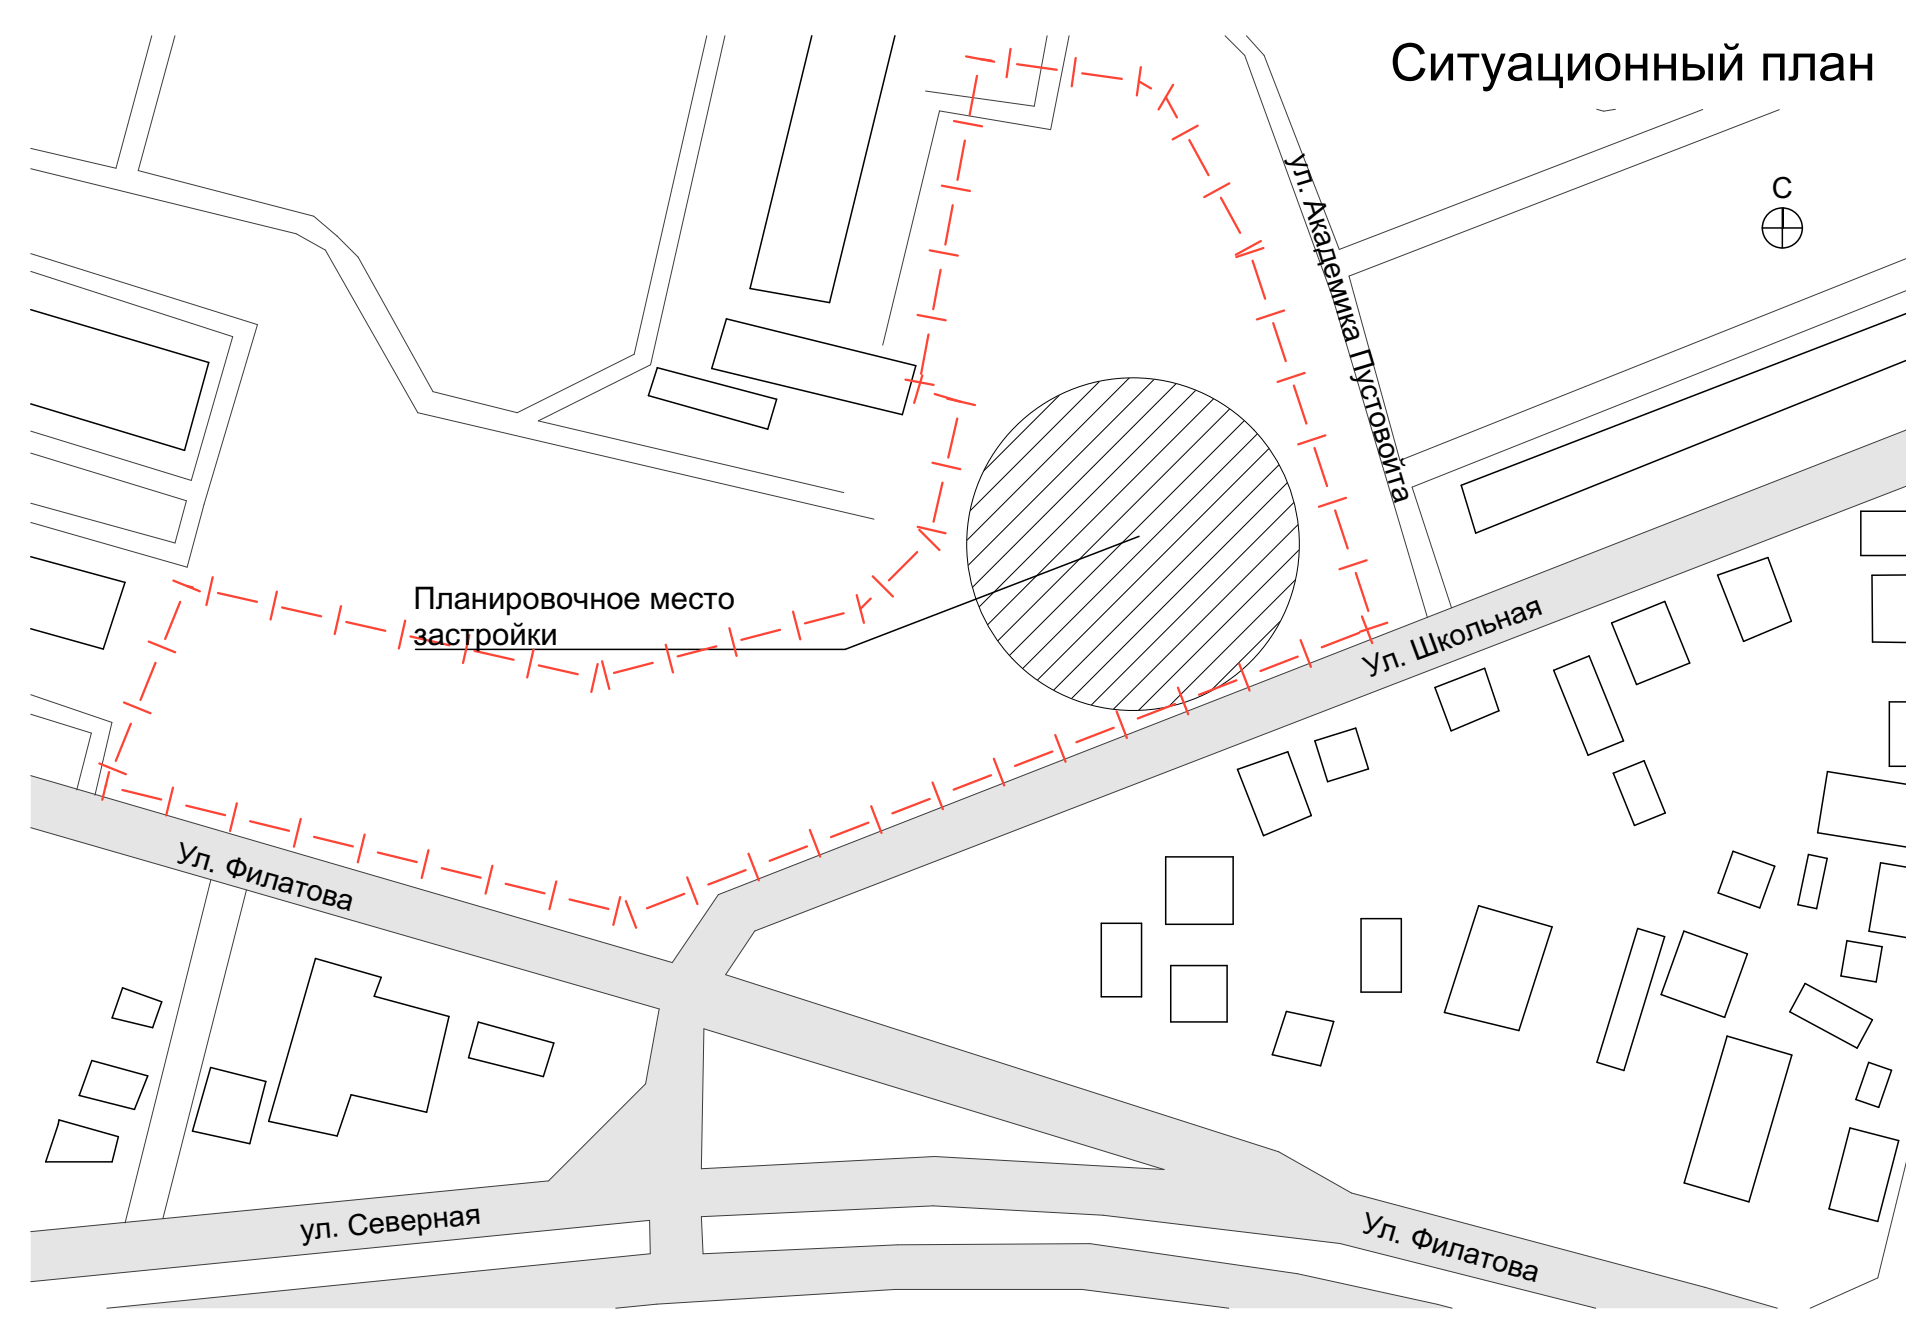 Ситуационный план
С
ул. Академика Пустовойта
Планировочное место
застройки
Ул. Школьная
Ул. Филатова
ул. Северная
Ул. Филатова